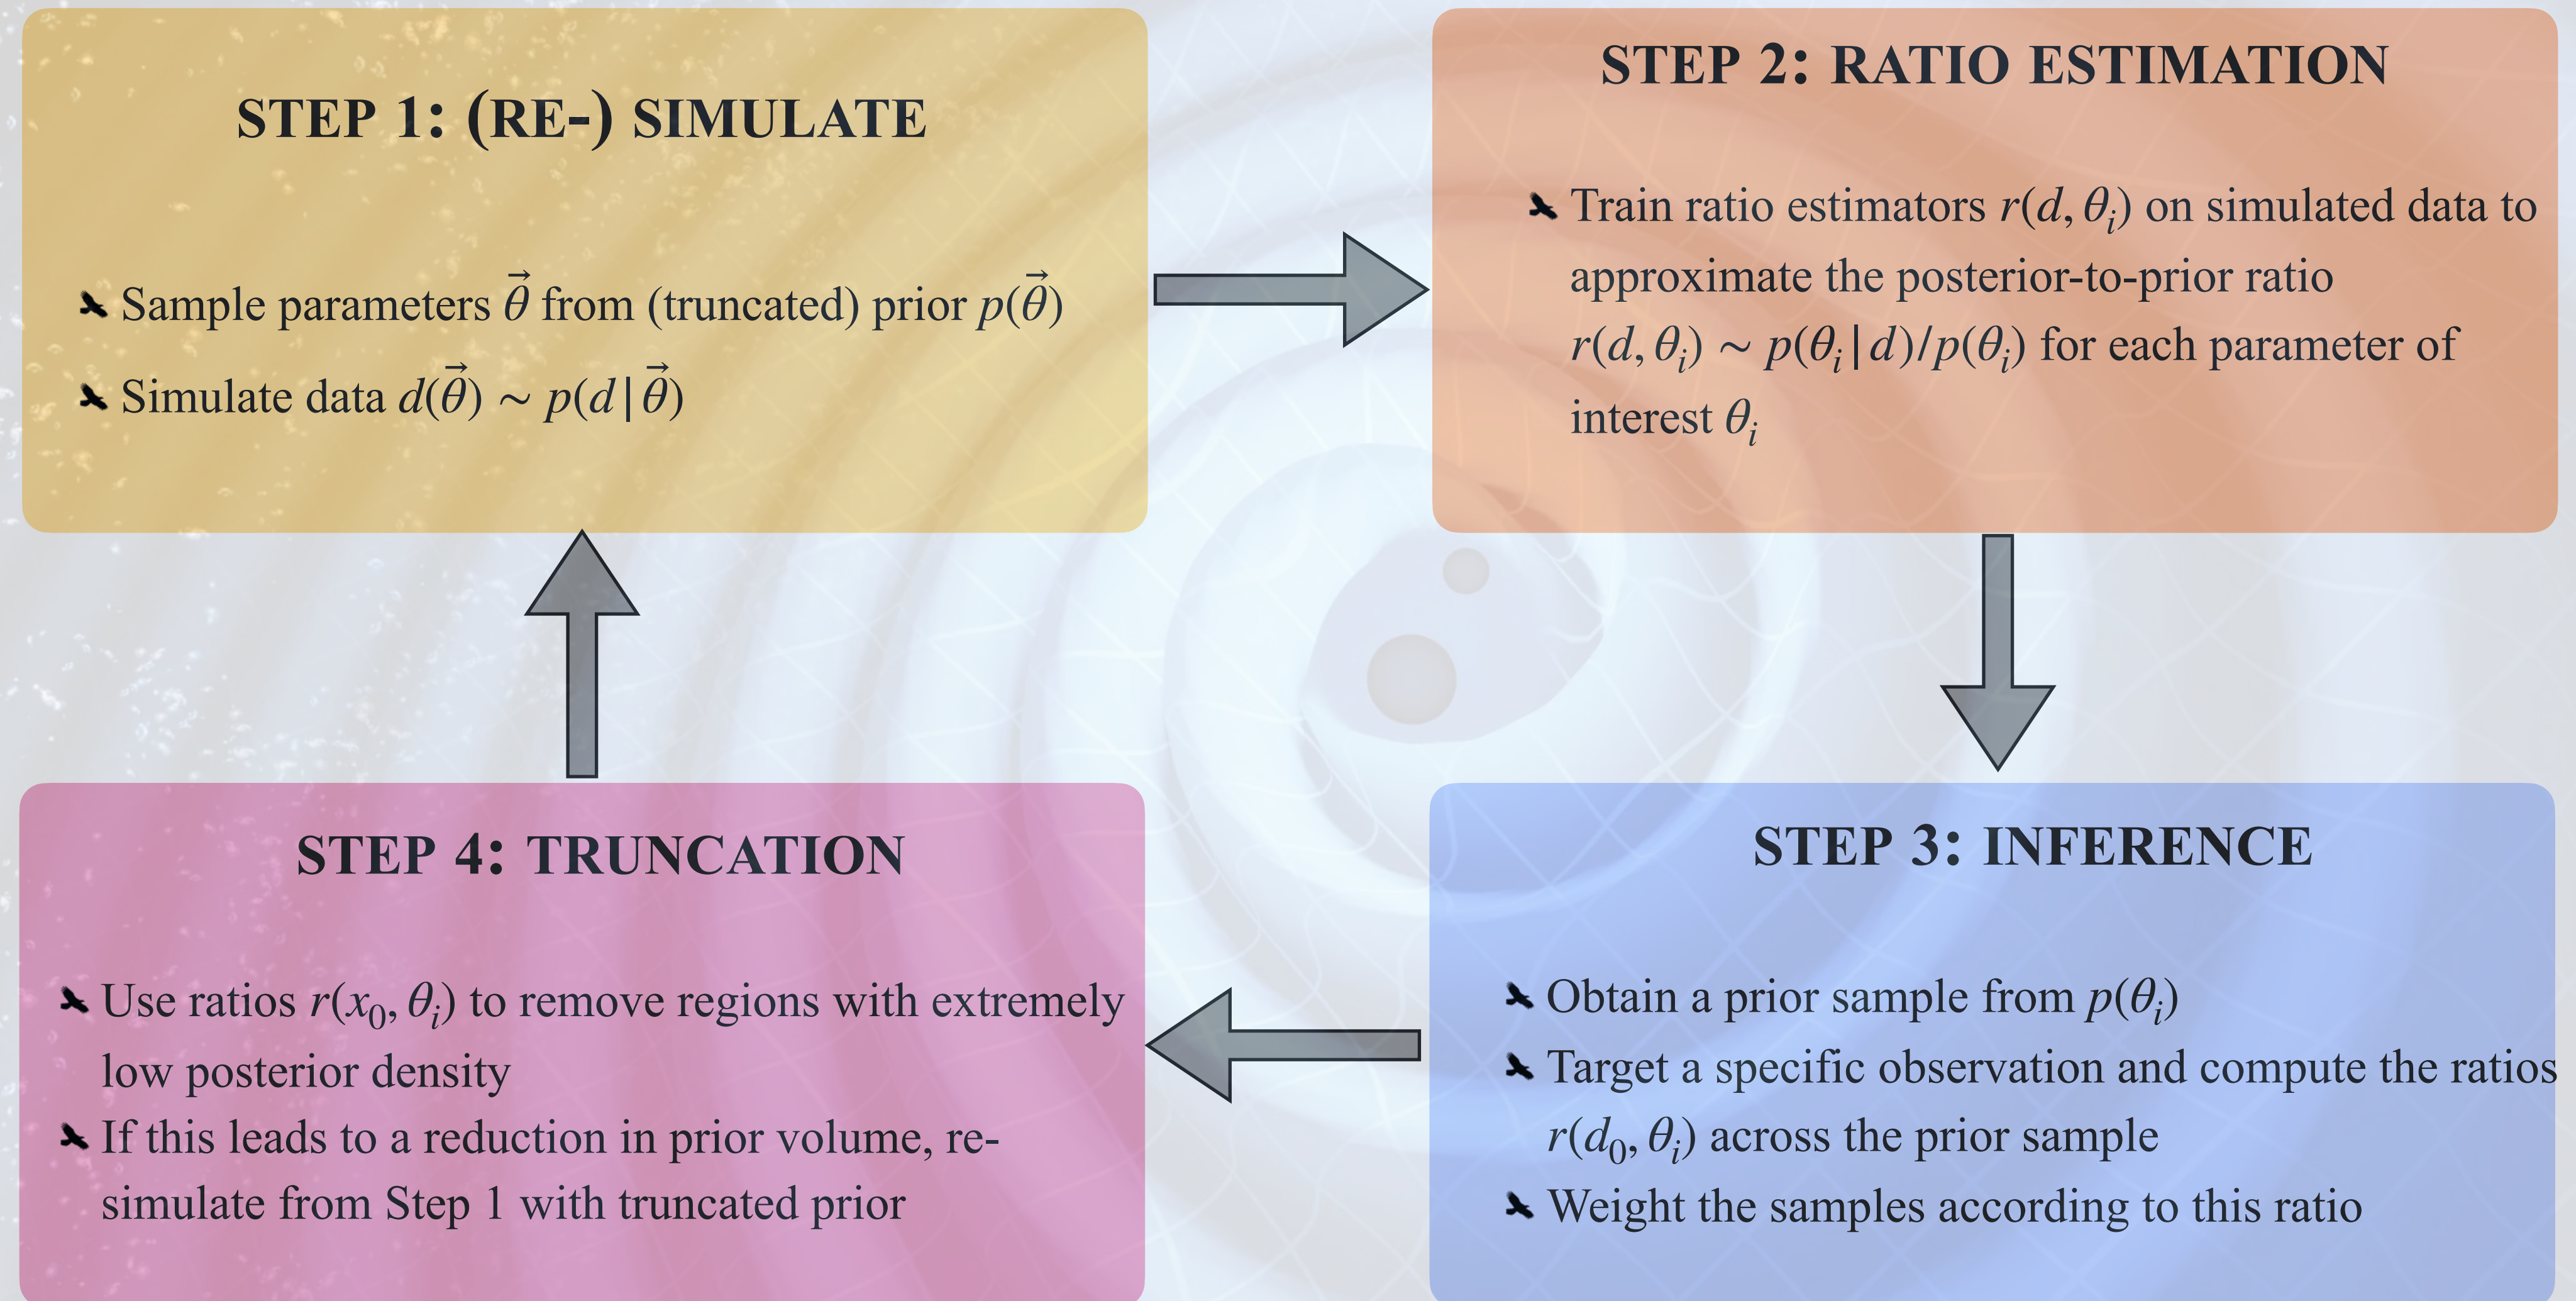 STEP 1: (RE-) SIMULATE
Sample parameters θ⃗ from (truncated) prior p(θ⃗)
Simulate data d(θ⃗) ~ p(d | θ⃗)
STEP 2: RATIO ESTIMATION
Train ratio estimators r(d, θᵢ) on simulated data to
approximate the posterior-to-prior ratio
r(d, θᵢ) ~ p(θᵢ | d)/p(θᵢ) for each parameter of
interest θᵢ
STEP 3: INFERENCE
Obtain a prior sample from p(θᵢ)
Target a specific observation and compute the ratios
r(d₀, θᵢ) across the prior sample
Weight the samples according to this ratio
STEP 4: TRUNCATION
Use ratios r(x₀, θᵢ) to remove regions with extremely
low posterior density
If this leads to a reduction in prior volume, re-
simulate from Step 1 with truncated prior